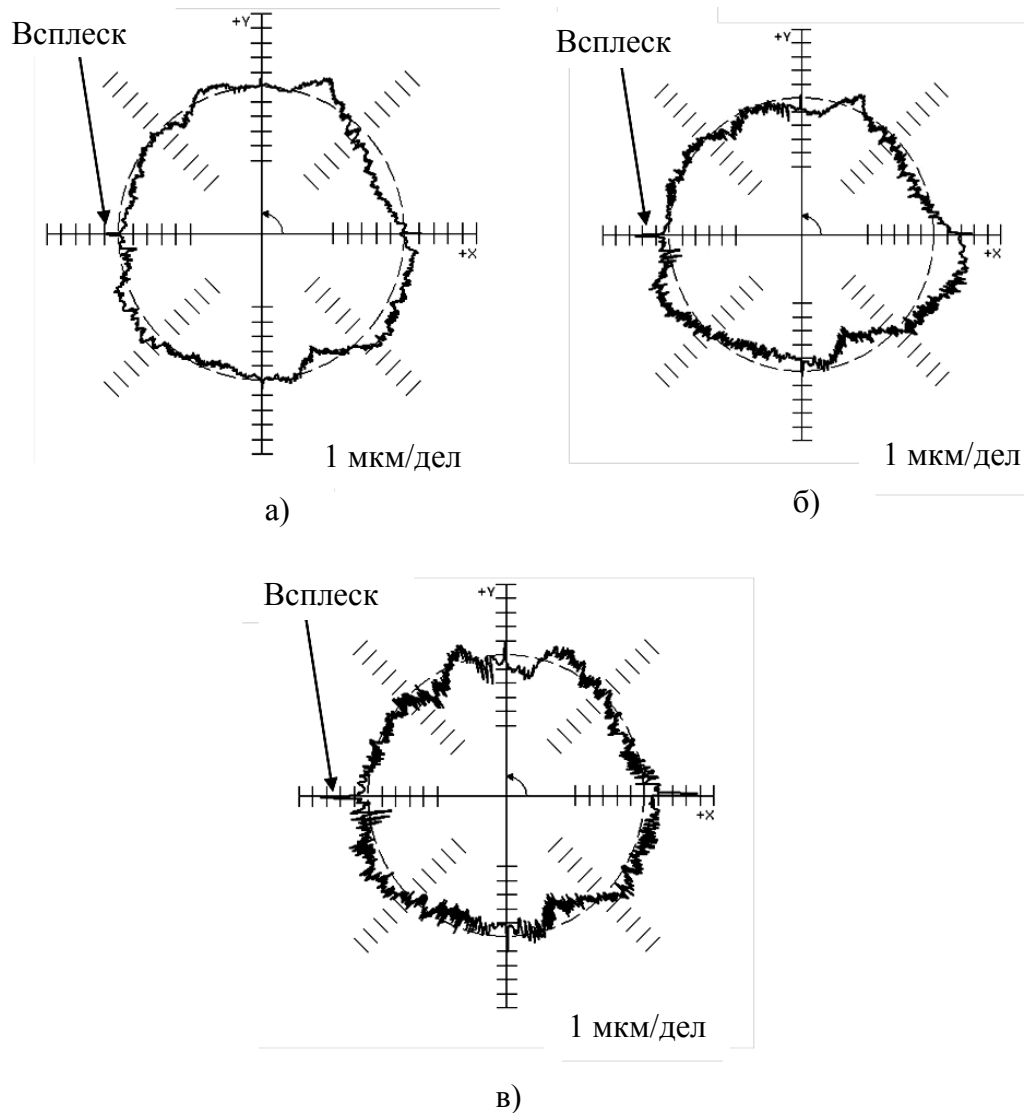 Всплеск
+Y
+X
1 мкм/дел
а)
Всплеск
+Y
+X
1 мкм/дел
б)
Всплеск
+Y
+X
1 мкм/дел
в)